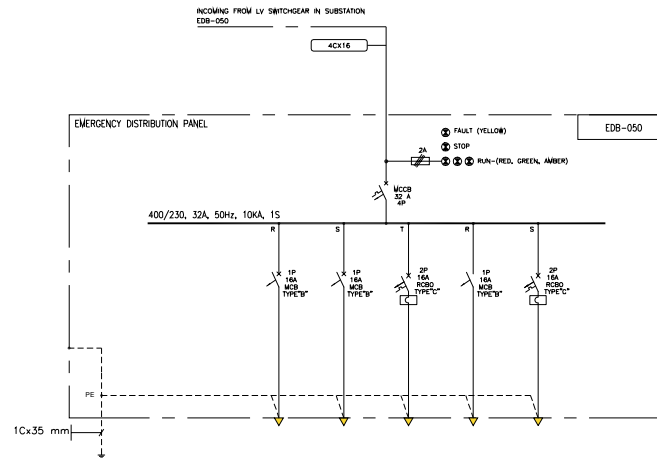 INCOMING FROM LV SWITCHGEAR IN SUBSTATION
EDB-050
4CX16
EMERGENCY DISTRIBUTION PANEL
EDB-050
FAULT (YELLOW)
STOP
2A
RUN-(RED, GREEN, AMBER)
MCCB
32 A
4P
400/230, 32A, 50Hz, 10KA, 1S
R
S
T
R
S
1P
16A
MCB
TYPE"B"
1P
16A
MCB
TYPE"B"
2P
16A
RCBO
TYPE"C"
1P
16A
MCB
TYPE"B"
2P
16A
RCBO
TYPE"C"
PE
1Cx35 mm